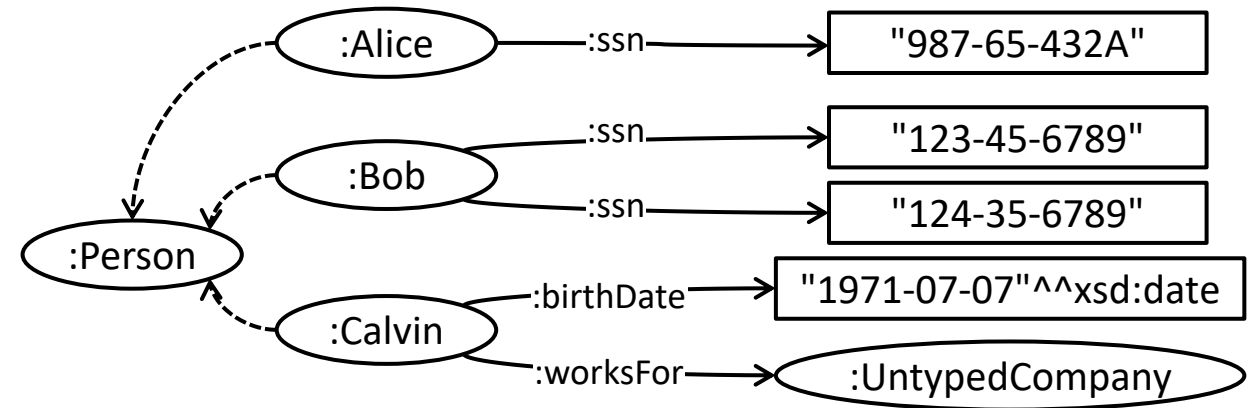 :Alice :ssn "987-65-432A"
:Bob :ssn "123-45-6789"
:ssn "124-35-6789"
:Person
:Calvin :birthDate "1971-07-07"^^xsd:date
:worksFor :UntypedCompany